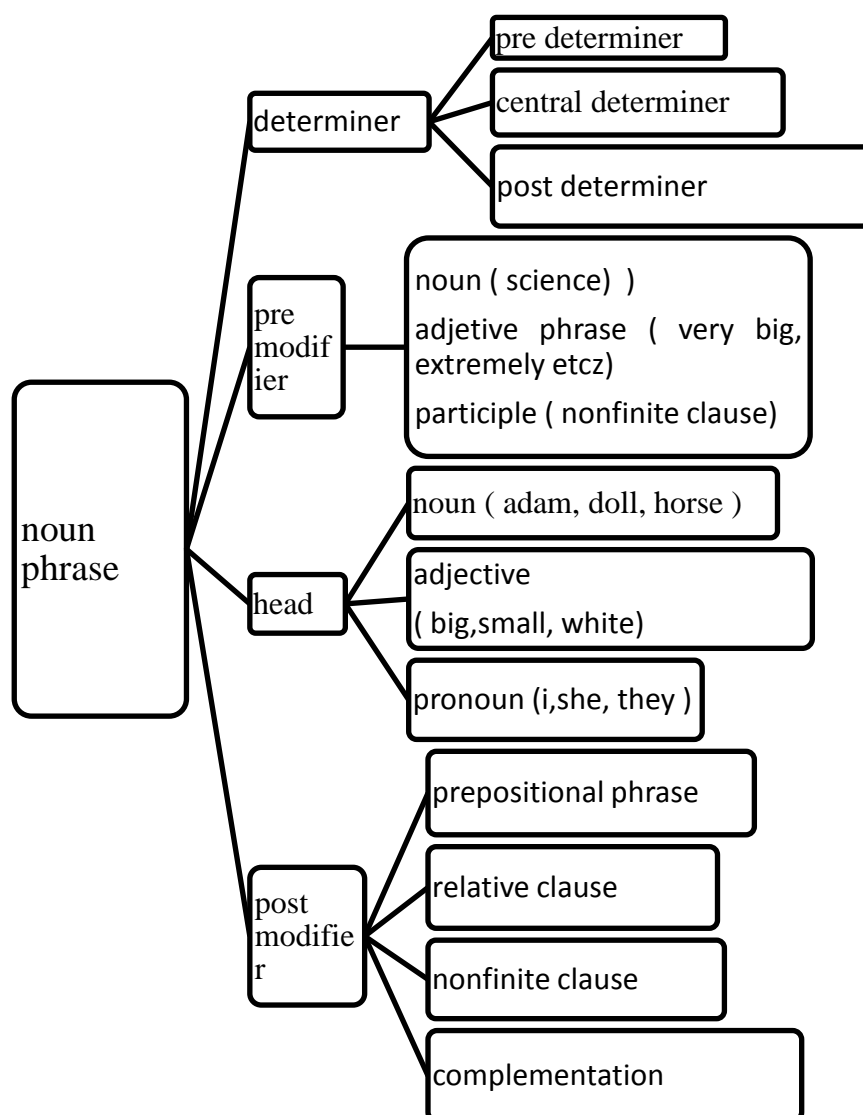 pre determiner
central determiner
determiner
post determiner
noun ( science) )
adjetive phrase ( very big,
extremely etcz)
participle ( nonfinite clause)
pre
modif
ier
noun
phrase
noun ( adam, doll, horse )
head
adjective
( big,small, white)
pronoun (i,she, they )
prepositional phrase
post
modifie
r
relative clause
nonfinite clause
complementation